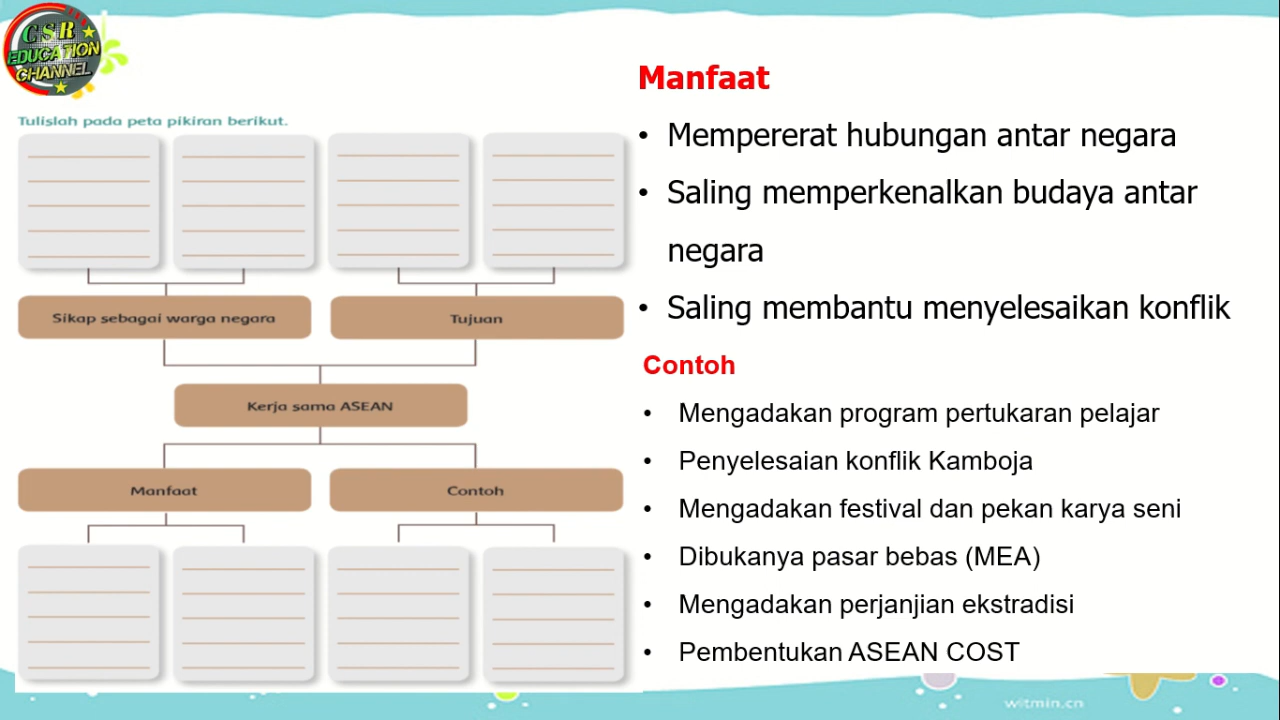 CSR
EDUCATION
CHANNEL
Tulislah pada peta pikiran berikut.
Sikap sebagai warga negara
Tujuan
Kerja sama ASEAN
Manfaat
Contoh
Manfaat
• Mempererat hubungan antar negara
• Saling memperkenalkan budaya antar
negara
• Saling membantu menyelesaikan konflik
Contoh
• Mengadakan program pertukaran pelajar
• Penyelesaian konflik Kamboja
• Mengadakan festival dan pekan karya seni
• Dibukanya pasar bebas (MEA)
• Mengadakan perjanjian ekstradisi
• Pembentukan ASEAN COST
witmin.cn